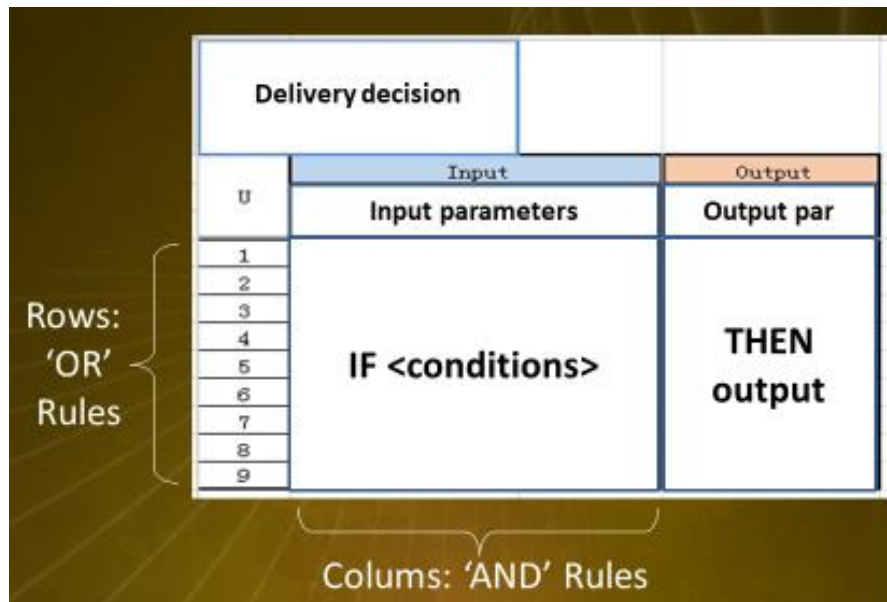 Delivery decision
U
Input
Output
Input parameters
Output par
1
2
3
4
5
6
7
8
9
Rows:
‘OR’
Rules
IF <conditions>
THEN
output
Colums: ‘AND’ Rules